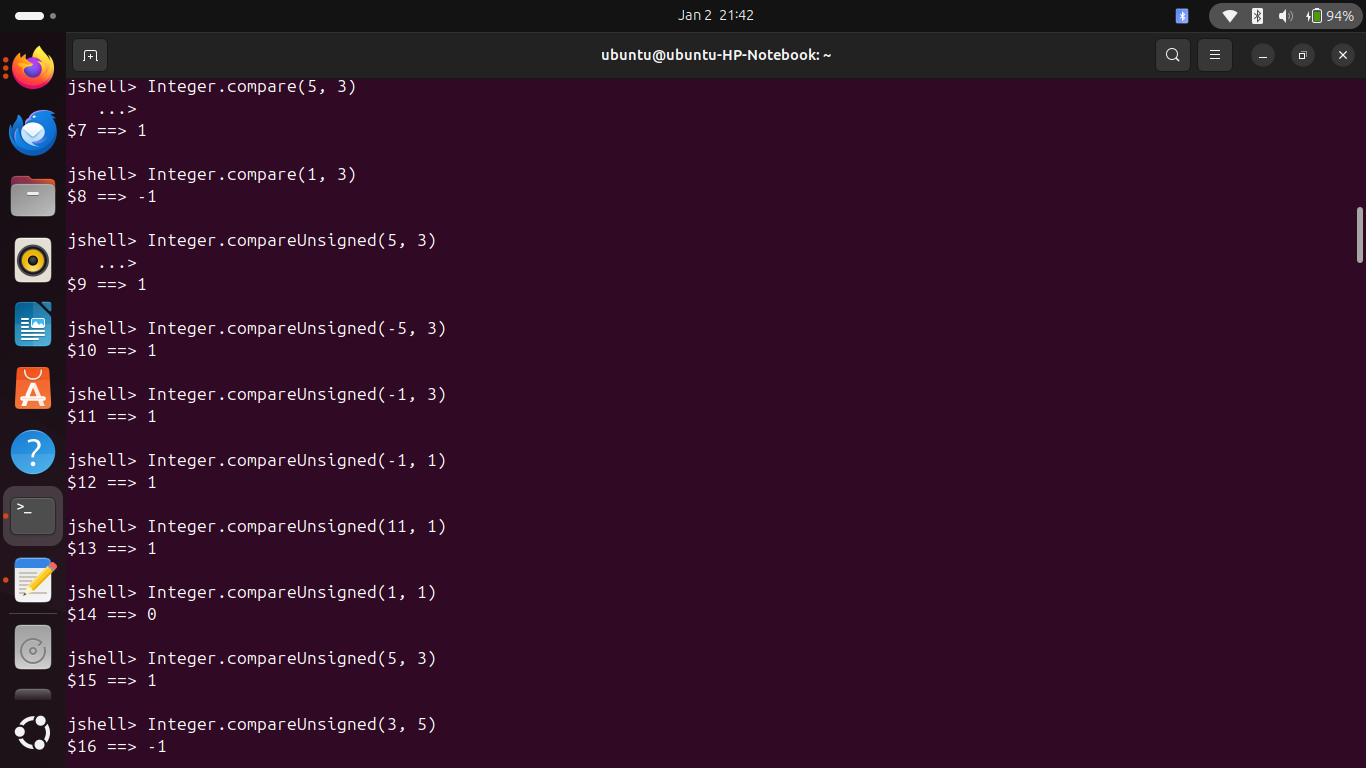 Jan 2 21:42
94%
ubuntu@ubuntu-HP-Notebook: ~
jshell> Integer.compare(5, 3)
   ...>
$7 ==> 1
jshell> Integer.compare(1, 3)
$8 ==> -1
jshell> Integer.compareUnsigned(5, 3)
   ...>
$9 ==> 1
jshell> Integer.compareUnsigned(-5, 3)
$10 ==> 1
jshell> Integer.compareUnsigned(-1, 3)
$11 ==> 1
jshell> Integer.compareUnsigned(-1, 1)
$12 ==> 1
jshell> Integer.compareUnsigned(11, 1)
$13 ==> 1
jshell> Integer.compareUnsigned(1, 1)
$14 ==> 0
jshell> Integer.compareUnsigned(5, 3)
$15 ==> 1
jshell> Integer.compareUnsigned(3, 5)
$16 ==> -1